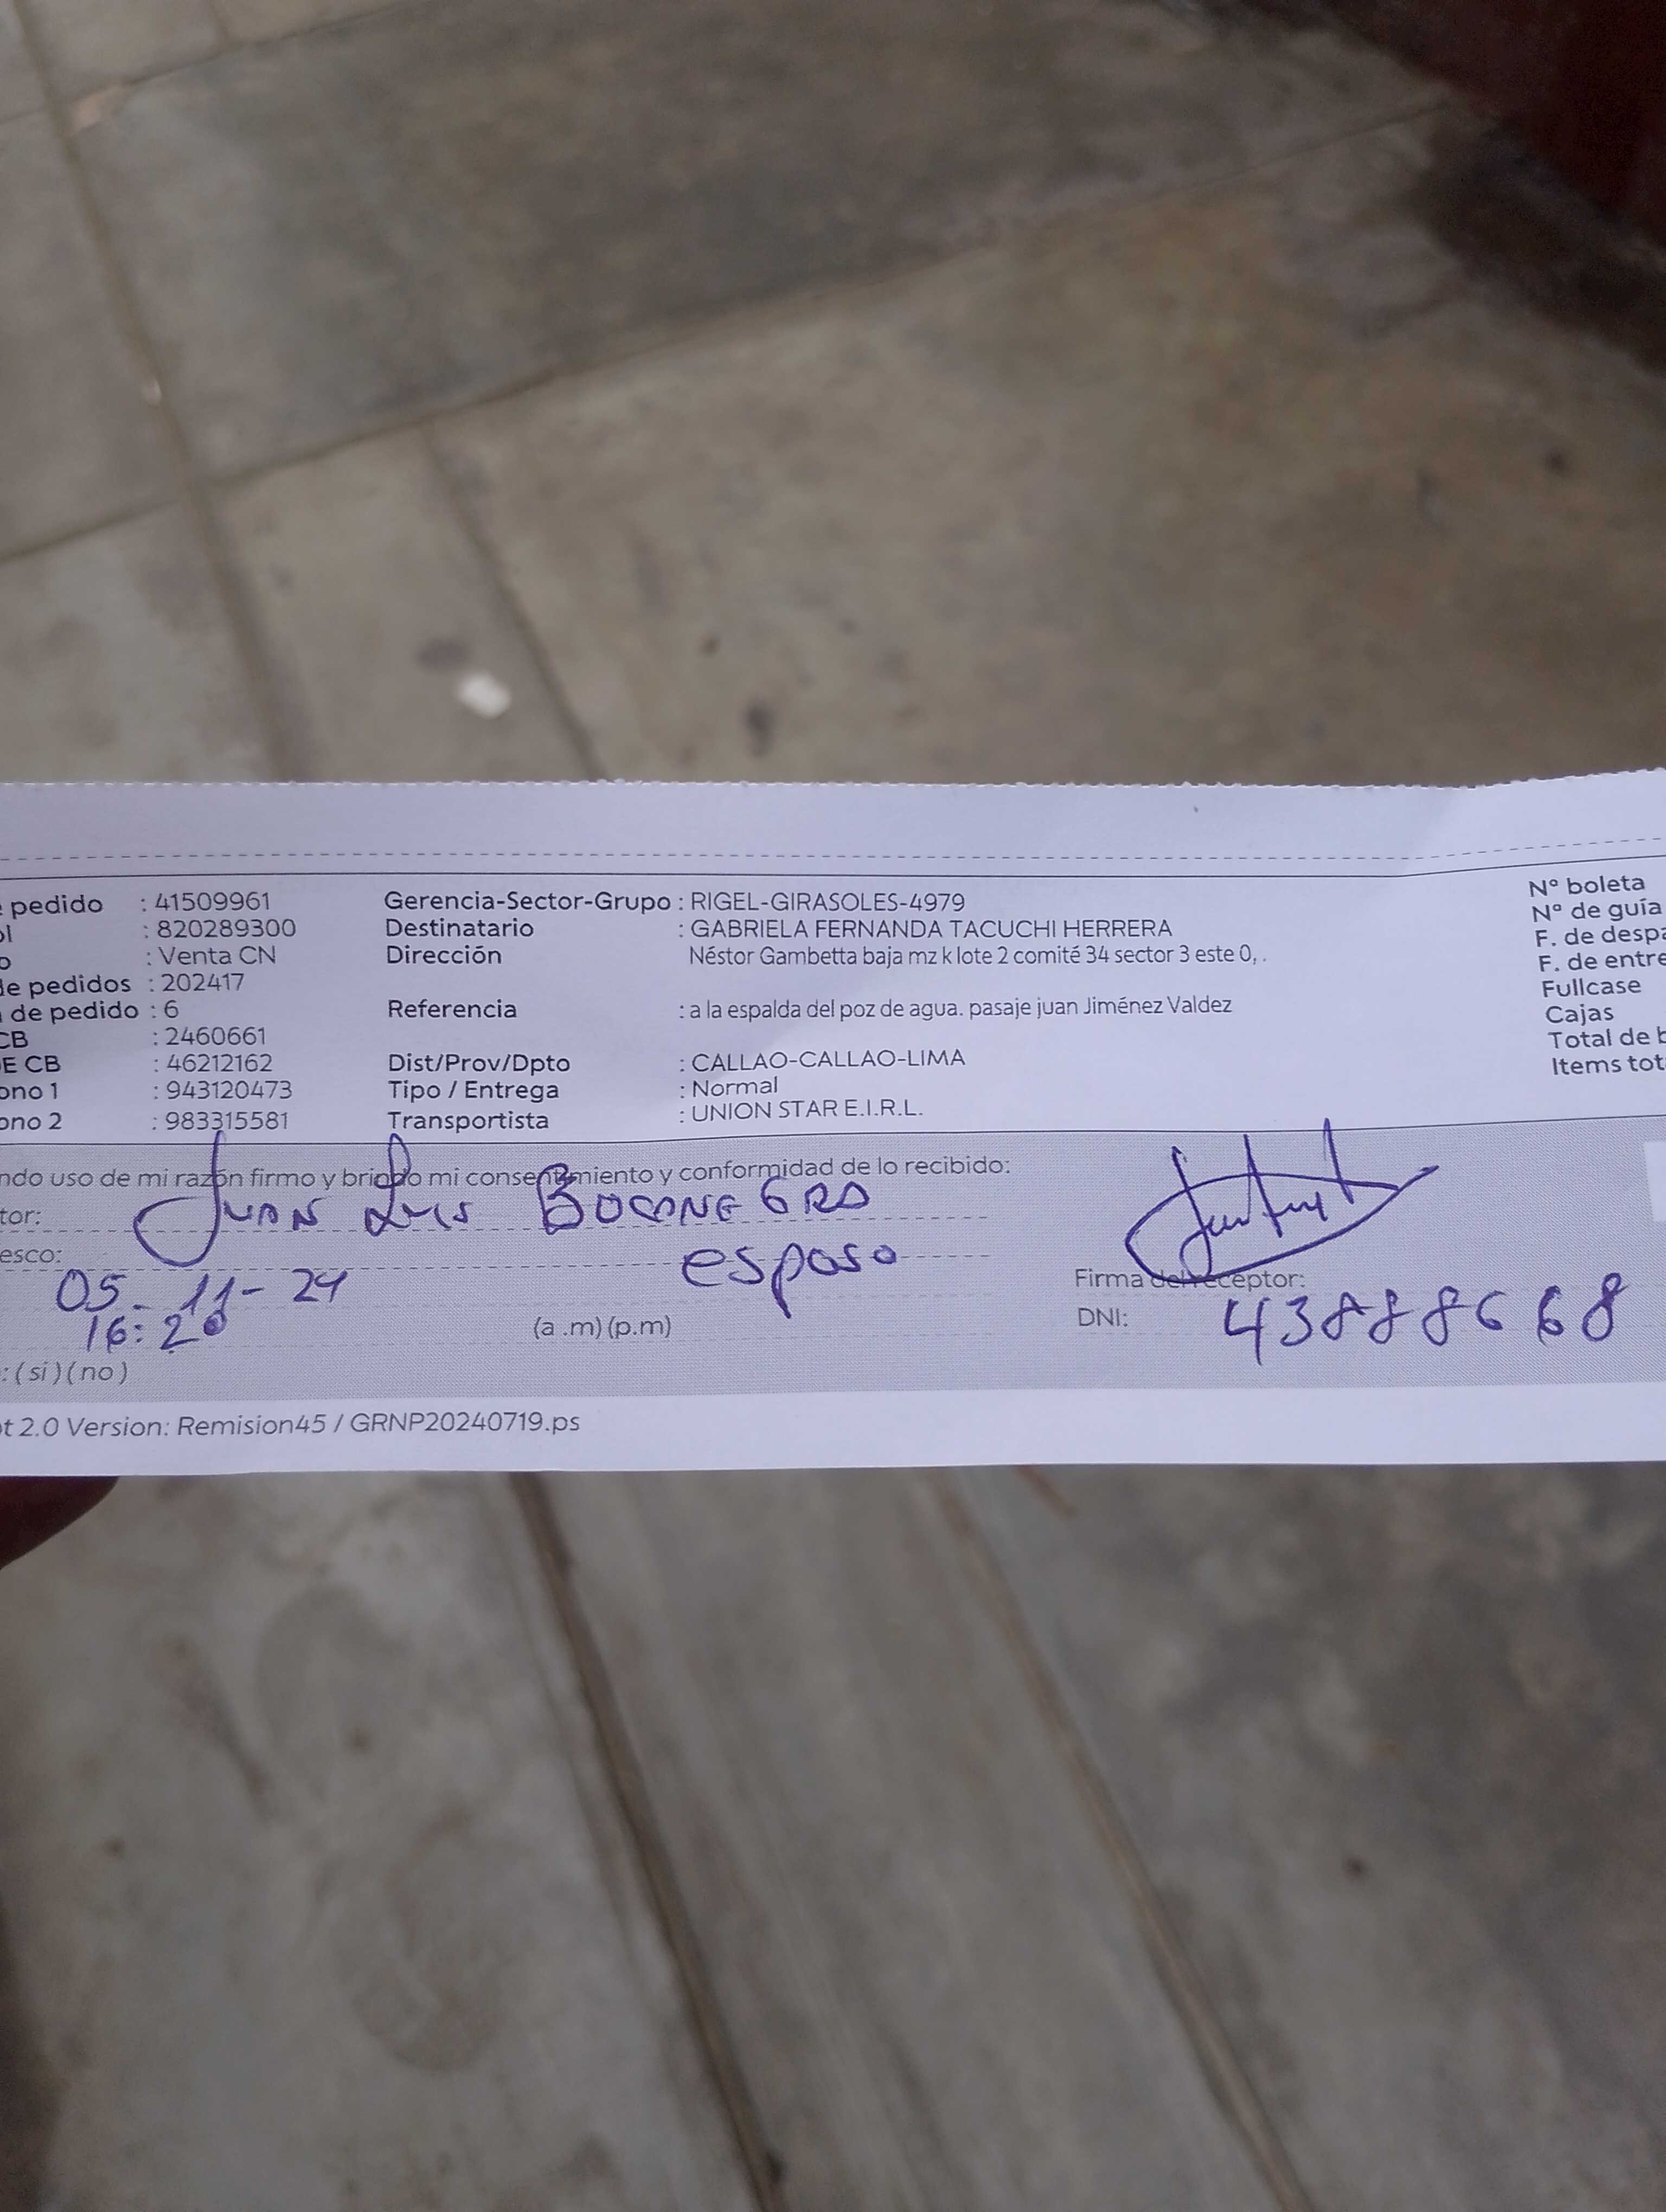 pedido : 41509961 Gerencia-Sector-Grupo : RIGEL-GIRASOLES-4979 Nº boleta
ol : 820289300 Destinatario : GABRIELA FERNANDA TACUCHI HERRERA Nº de guía
o : Venta CN Dirección Néstor Gambetta baja mz k lote 2 comité 34 sector 3 este 0, . F. de despa
de pedidos : 202417 F. de entre
de pedido : 6 Referencia : a la espalda del poz de agua. pasaje juan Jiménez Valdez Fullcase
CB : 2460661 Cajas
E CB : 46212162 Dist/Prov/Dpto : CALLAO-CALLAO-LIMA Total de b
ono 1 : 943120473 Tipo / Entrega : Normal Items tot
ono 2 : 983315581 Transportista : UNION STAR E.I.R.L.
ndo uso de mi razón firmo y brindo mi consentimiento y conformidad de lo recibido:
tor: JUAN Luis BOCANEGRA
esco: esposo
05-11-24 Firma del receptor:
16:20 (a .m) (p.m) DNI: 43888668
: (si) (no)
t 2.0 Version: Remision45 / GRNP20240719.ps